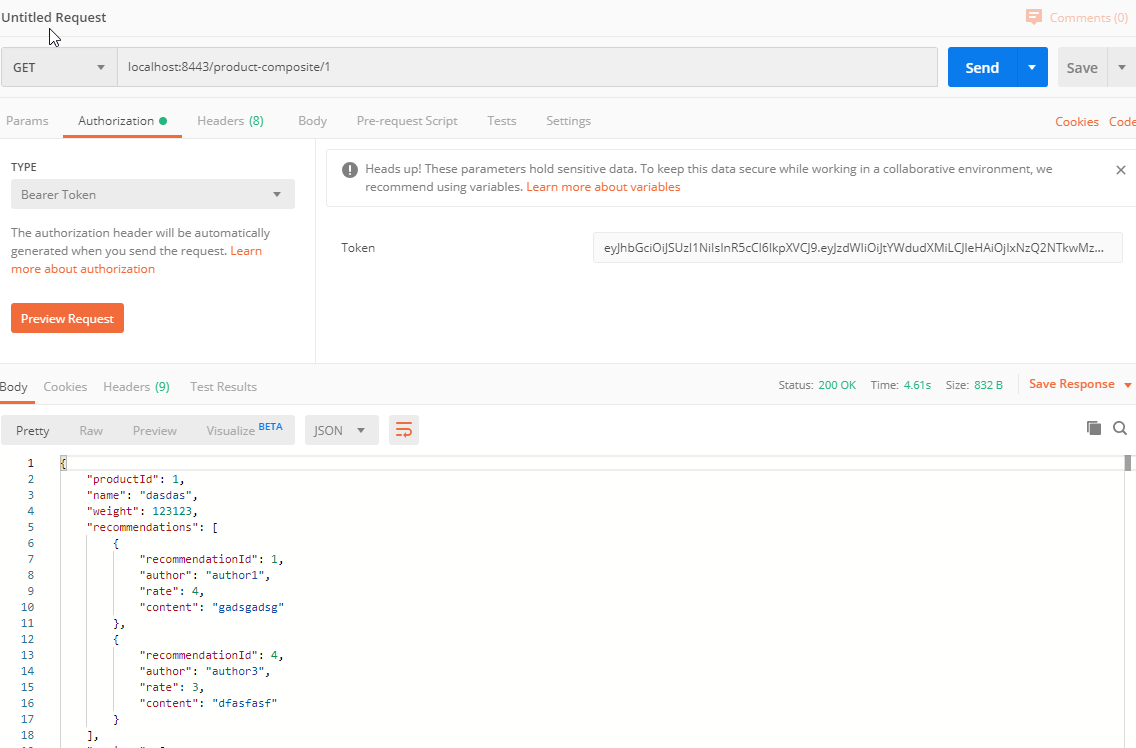 Untitled Request
Comments (0)
GET
localhost:8443/product-composite/1
Send
Save
Params
Authorization
Headers (8)
Body
Pre-request Script
Tests
Settings
Cookies
Code
TYPE
Bearer Token
The authorization header will be automatically
generated when you send the request. Learn
more about authorization
Preview Request
Heads up! These parameters hold sensitive data. To keep this data secure while working in a collaborative environment, we
recommend using variables. Learn more about variables
Token
Body
Cookies
Headers (9)
Test Results
Status: 200 OK
Time: 4.61s
Size: 832 B
Save Response
Pretty
Raw
Preview
Visualize BETA
JSON
1 {
2 "productId": 1,
3 "name": "dasdas",
4 "weight": 123123,
5 "recommendations": [
6 {
7 "recommendationId": 1,
8 "author": "author1",
9 "rate": 4,
10 "content": "gadsgadsg"
11 },
12 {
13 "recommendationId": 4,
14 "author": "author3",
15 "rate": 3,
16 "content": "dfasfasf"
17 }
18 ],